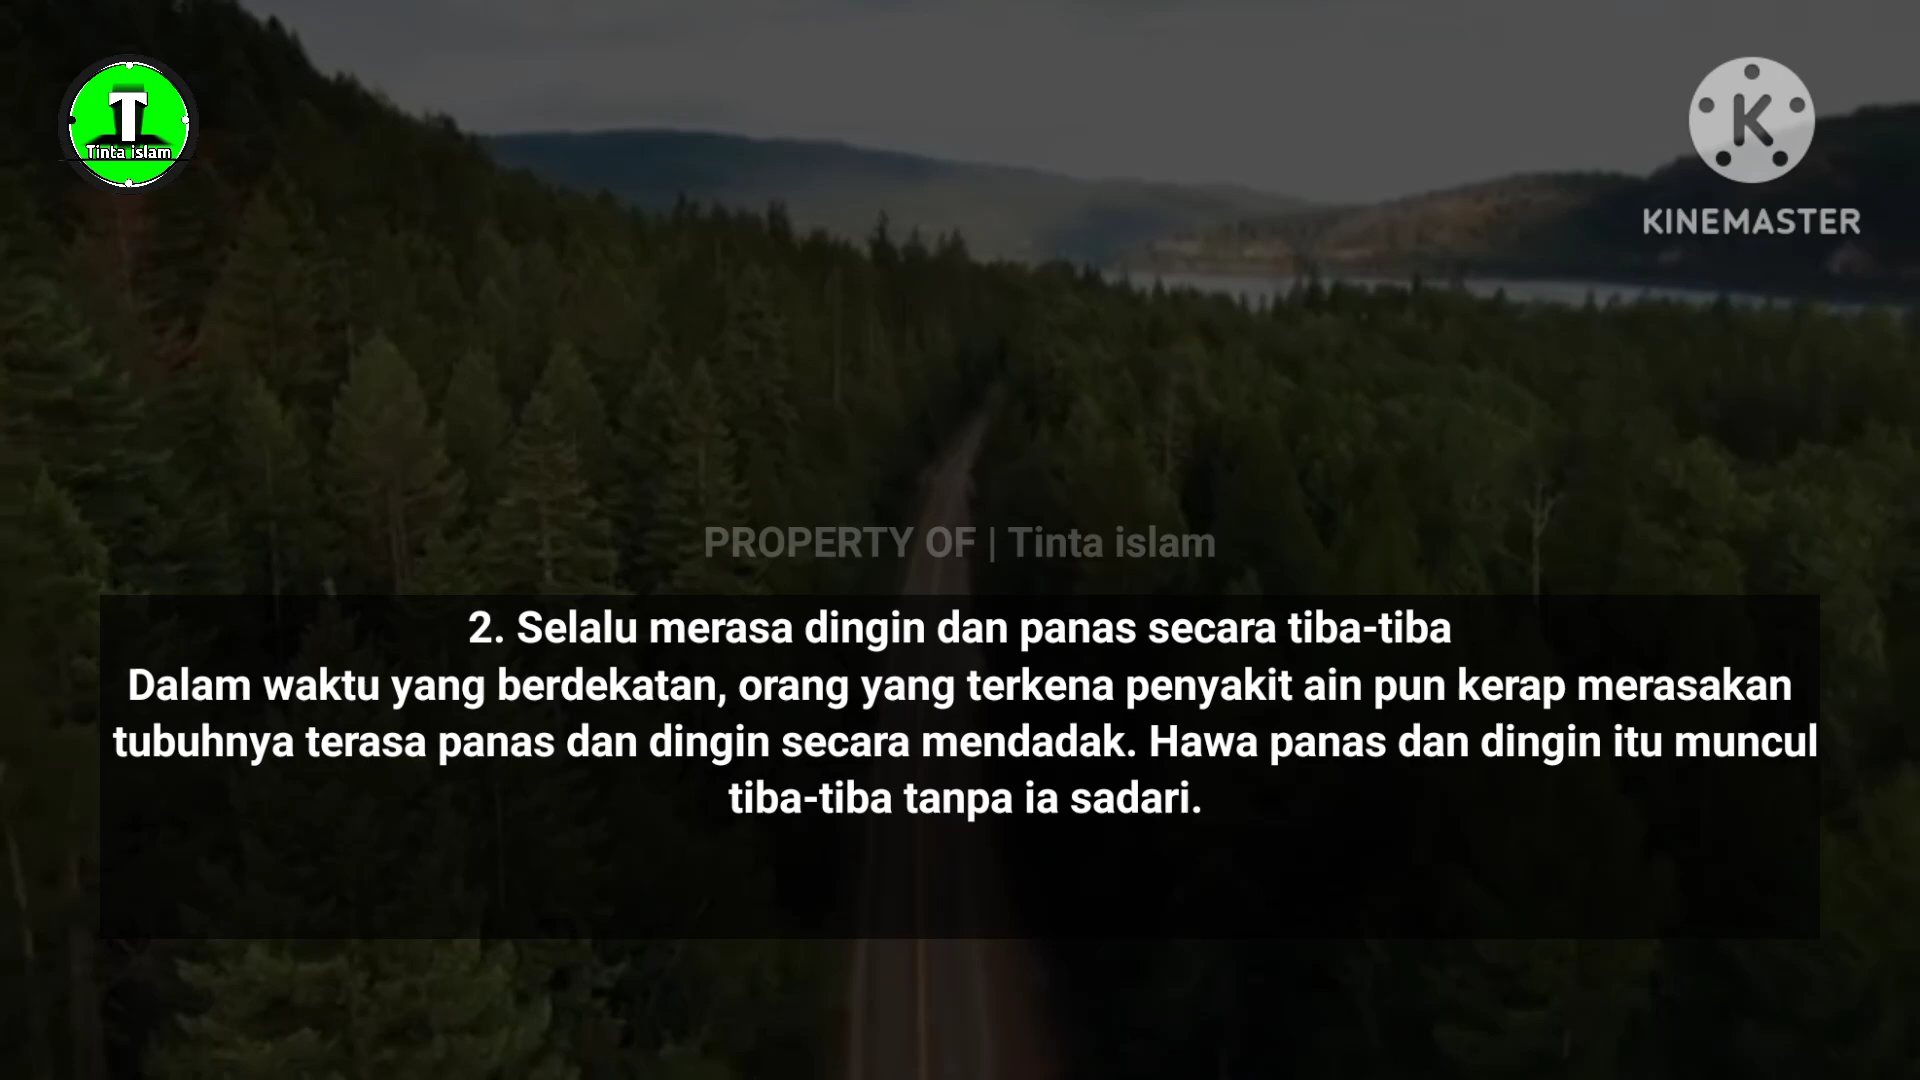 T
Tinta islam
K
KINEMASTER
PROPERTY OF | Tinta islam
2. Selalu merasa dingin dan panas secara tiba-tiba
Dalam waktu yang berdekatan, orang yang terkena penyakit ain pun kerap merasakan
tubuhnya terasa panas dan dingin secara mendadak. Hawa panas dan dingin itu muncul
tiba-tiba tanpa ia sadari.